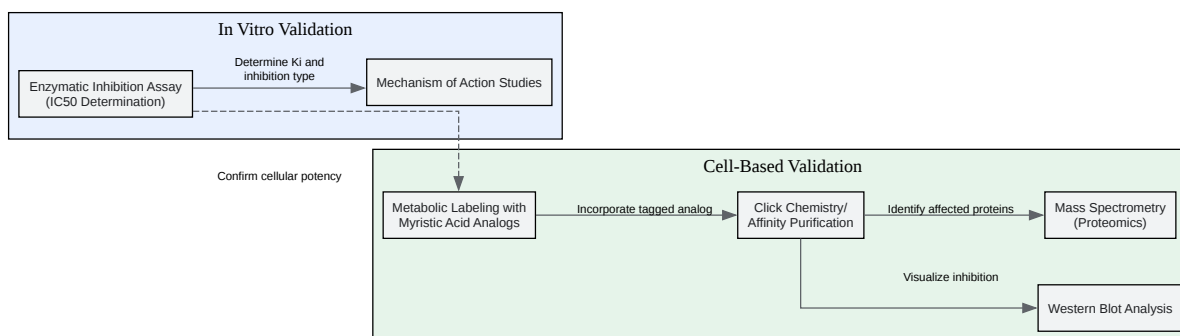 In Vitro Validation
Determine Ki and
inhibition type
Enzymatic Inhibition Assay
(IC50 Determination)
Mechanism of Action Studies
Confirm cellular potency
Cell-Based Validation
Metabolic Labeling with
Myristic Acid Analogs
Incorporate tagged analog
Click Chemistry/
Affinity Purification
Identify affected proteins
Mass Spectrometry
(Proteomics)
Visualize inhibition
Western Blot Analysis